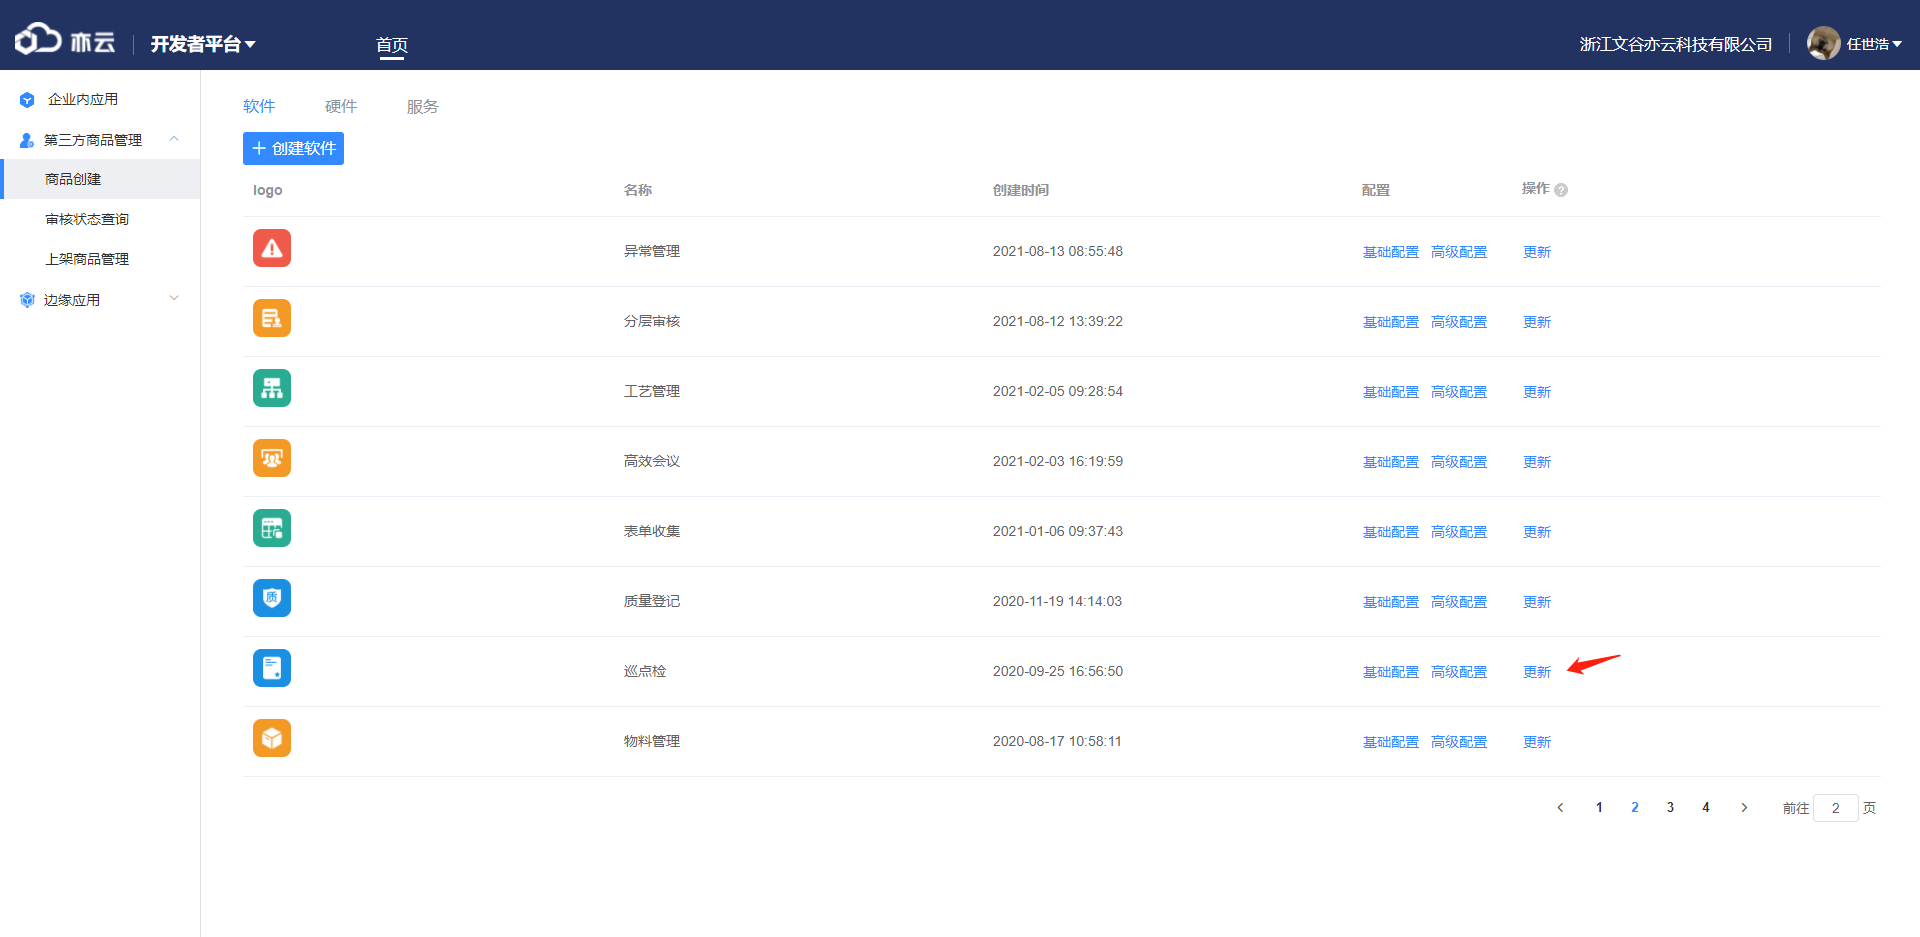 亦云 开发者平台 首页 浙江文谷亦云科技有限公司 任世浩
企业内应用
第三方商品管理
商品创建
审核状态查询
上架商品管理
边缘应用
软件 硬件 服务
+ 创建软件
logo 名称 创建时间 配置 操作 ?
异常管理 2021-08-13 08:55:48 基础配置 高级配置 更新
分层审核 2021-08-12 13:39:22 基础配置 高级配置 更新
工艺管理 2021-02-05 09:28:54 基础配置 高级配置 更新
高效会议 2021-02-03 16:19:59 基础配置 高级配置 更新
表单收集 2021-01-06 09:37:43 基础配置 高级配置 更新
质 质量登记 2020-11-19 14:14:03 基础配置 高级配置 更新
巡点检 2020-09-25 16:56:50 基础配置 高级配置 更新
物料管理 2020-08-17 10:58:11 基础配置 高级配置 更新
< 1 2 3 4 > 前往 2 页